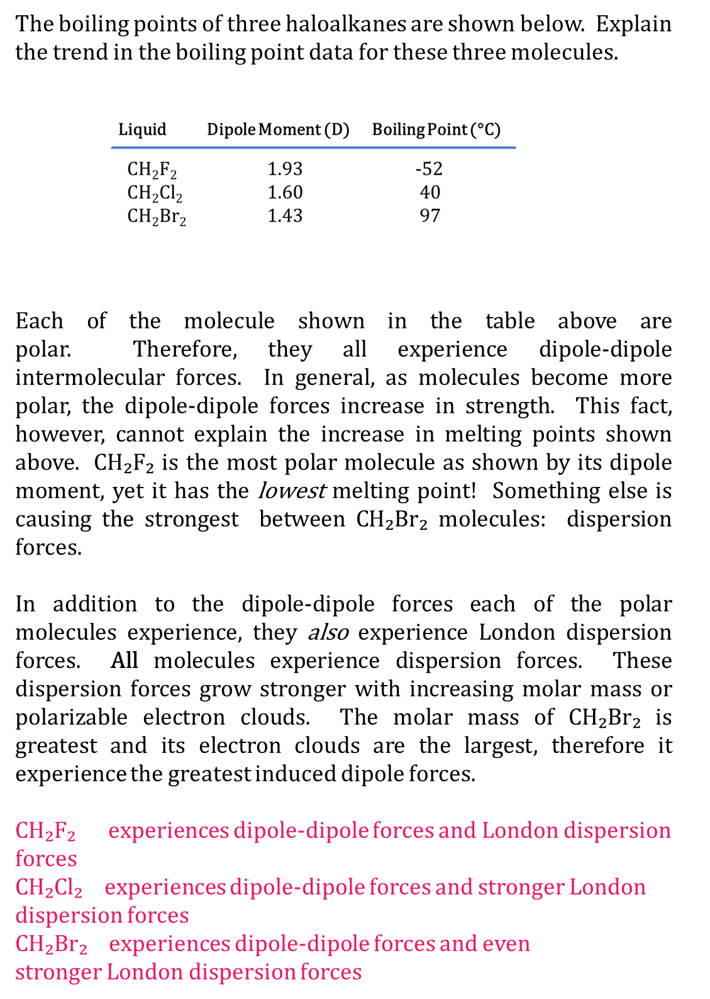 The boiling points of three haloalkanes are shown below.  Explain
the trend in the boiling point data for these three molecules.
Liquid Dipole Moment (D) Boiling Point (°C)
CH₂F₂ 1.93 -52
CH₂Cl₂ 1.60 40
CH₂Br₂ 1.43 97
Each of the molecule shown in the table above are
polar. Therefore, they all experience dipole-dipole
intermolecular forces. In general, as molecules become more
polar, the dipole-dipole forces increase in strength. This fact,
however, cannot explain the increase in melting points shown
above. CH₂F₂ is the most polar molecule as shown by its dipole
moment, yet it has the lowest melting point! Something else is
causing the strongest between CH₂Br₂ molecules: dispersion
forces.
In addition to the dipole-dipole forces each of the polar
molecules experience, they also experience London dispersion
forces. All molecules experience dispersion forces. These
dispersion forces grow stronger with increasing molar mass or
polarizable electron clouds. The molar mass of CH₂Br₂ is
greatest and its electron clouds are the largest, therefore it
experience the greatest induced dipole forces.
CH₂F₂ experiences dipole-dipole forces and London dispersion
forces
CH₂Cl₂ experiences dipole-dipole forces and stronger London
dispersion forces
CH₂Br₂ experiences dipole-dipole forces and even
stronger London dispersion forces